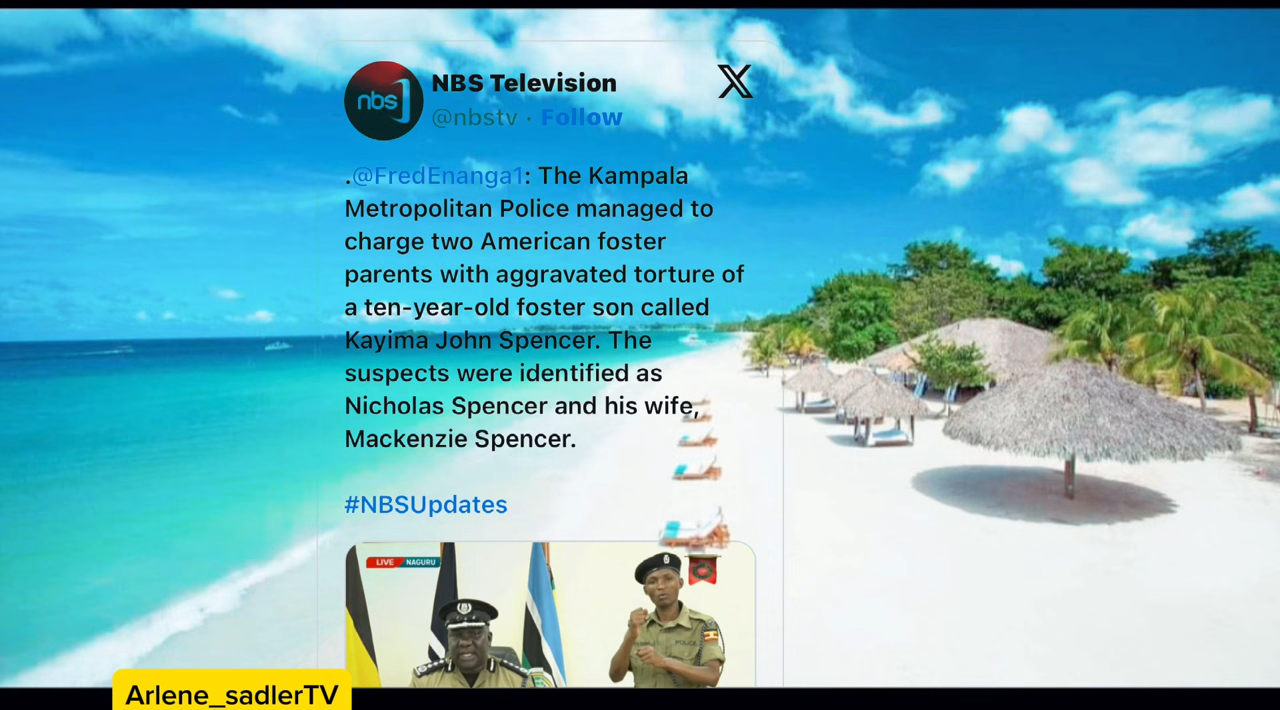 nbs
NBS Television
@nbstv · Follow
.@FredEnanga1: The Kampala
Metropolitan Police managed to
charge two American foster
parents with aggravated torture of
a ten-year-old foster son called
Kayima John Spencer. The
suspects were identified as
Nicholas Spencer and his wife,
Mackenzie Spencer.
#NBSUpdates
LIVE NAGURU
POLICE
Arlene_sadlerTV